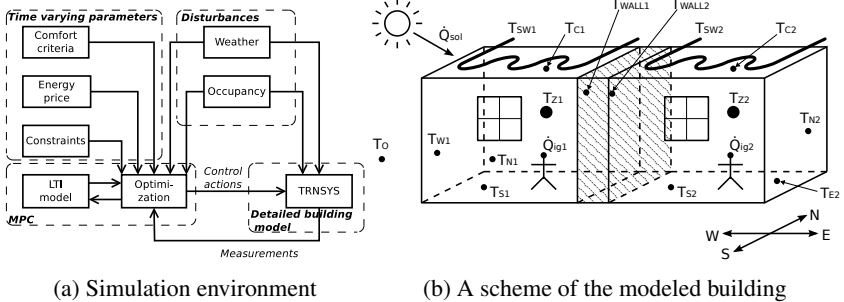 Time varying parameters
Disturbances
Comfort
criteria
Weather
Energy
price
Occupancy
Constraints
Control
actions
LTI
model
Optimi-
zation
TRNSYS
MPC
Detailed building
model
Measurements
(a) Simulation environment
Q̇sol
TSW1
TC1
TWALL1
TWALL2
TSW2
TC2
TZ1
TZ2
TO
TW1
TN1
Q̇ig1
Q̇ig2
TN2
TS1
TS2
TE2
N
W
E
S
(b) A scheme of the modeled building